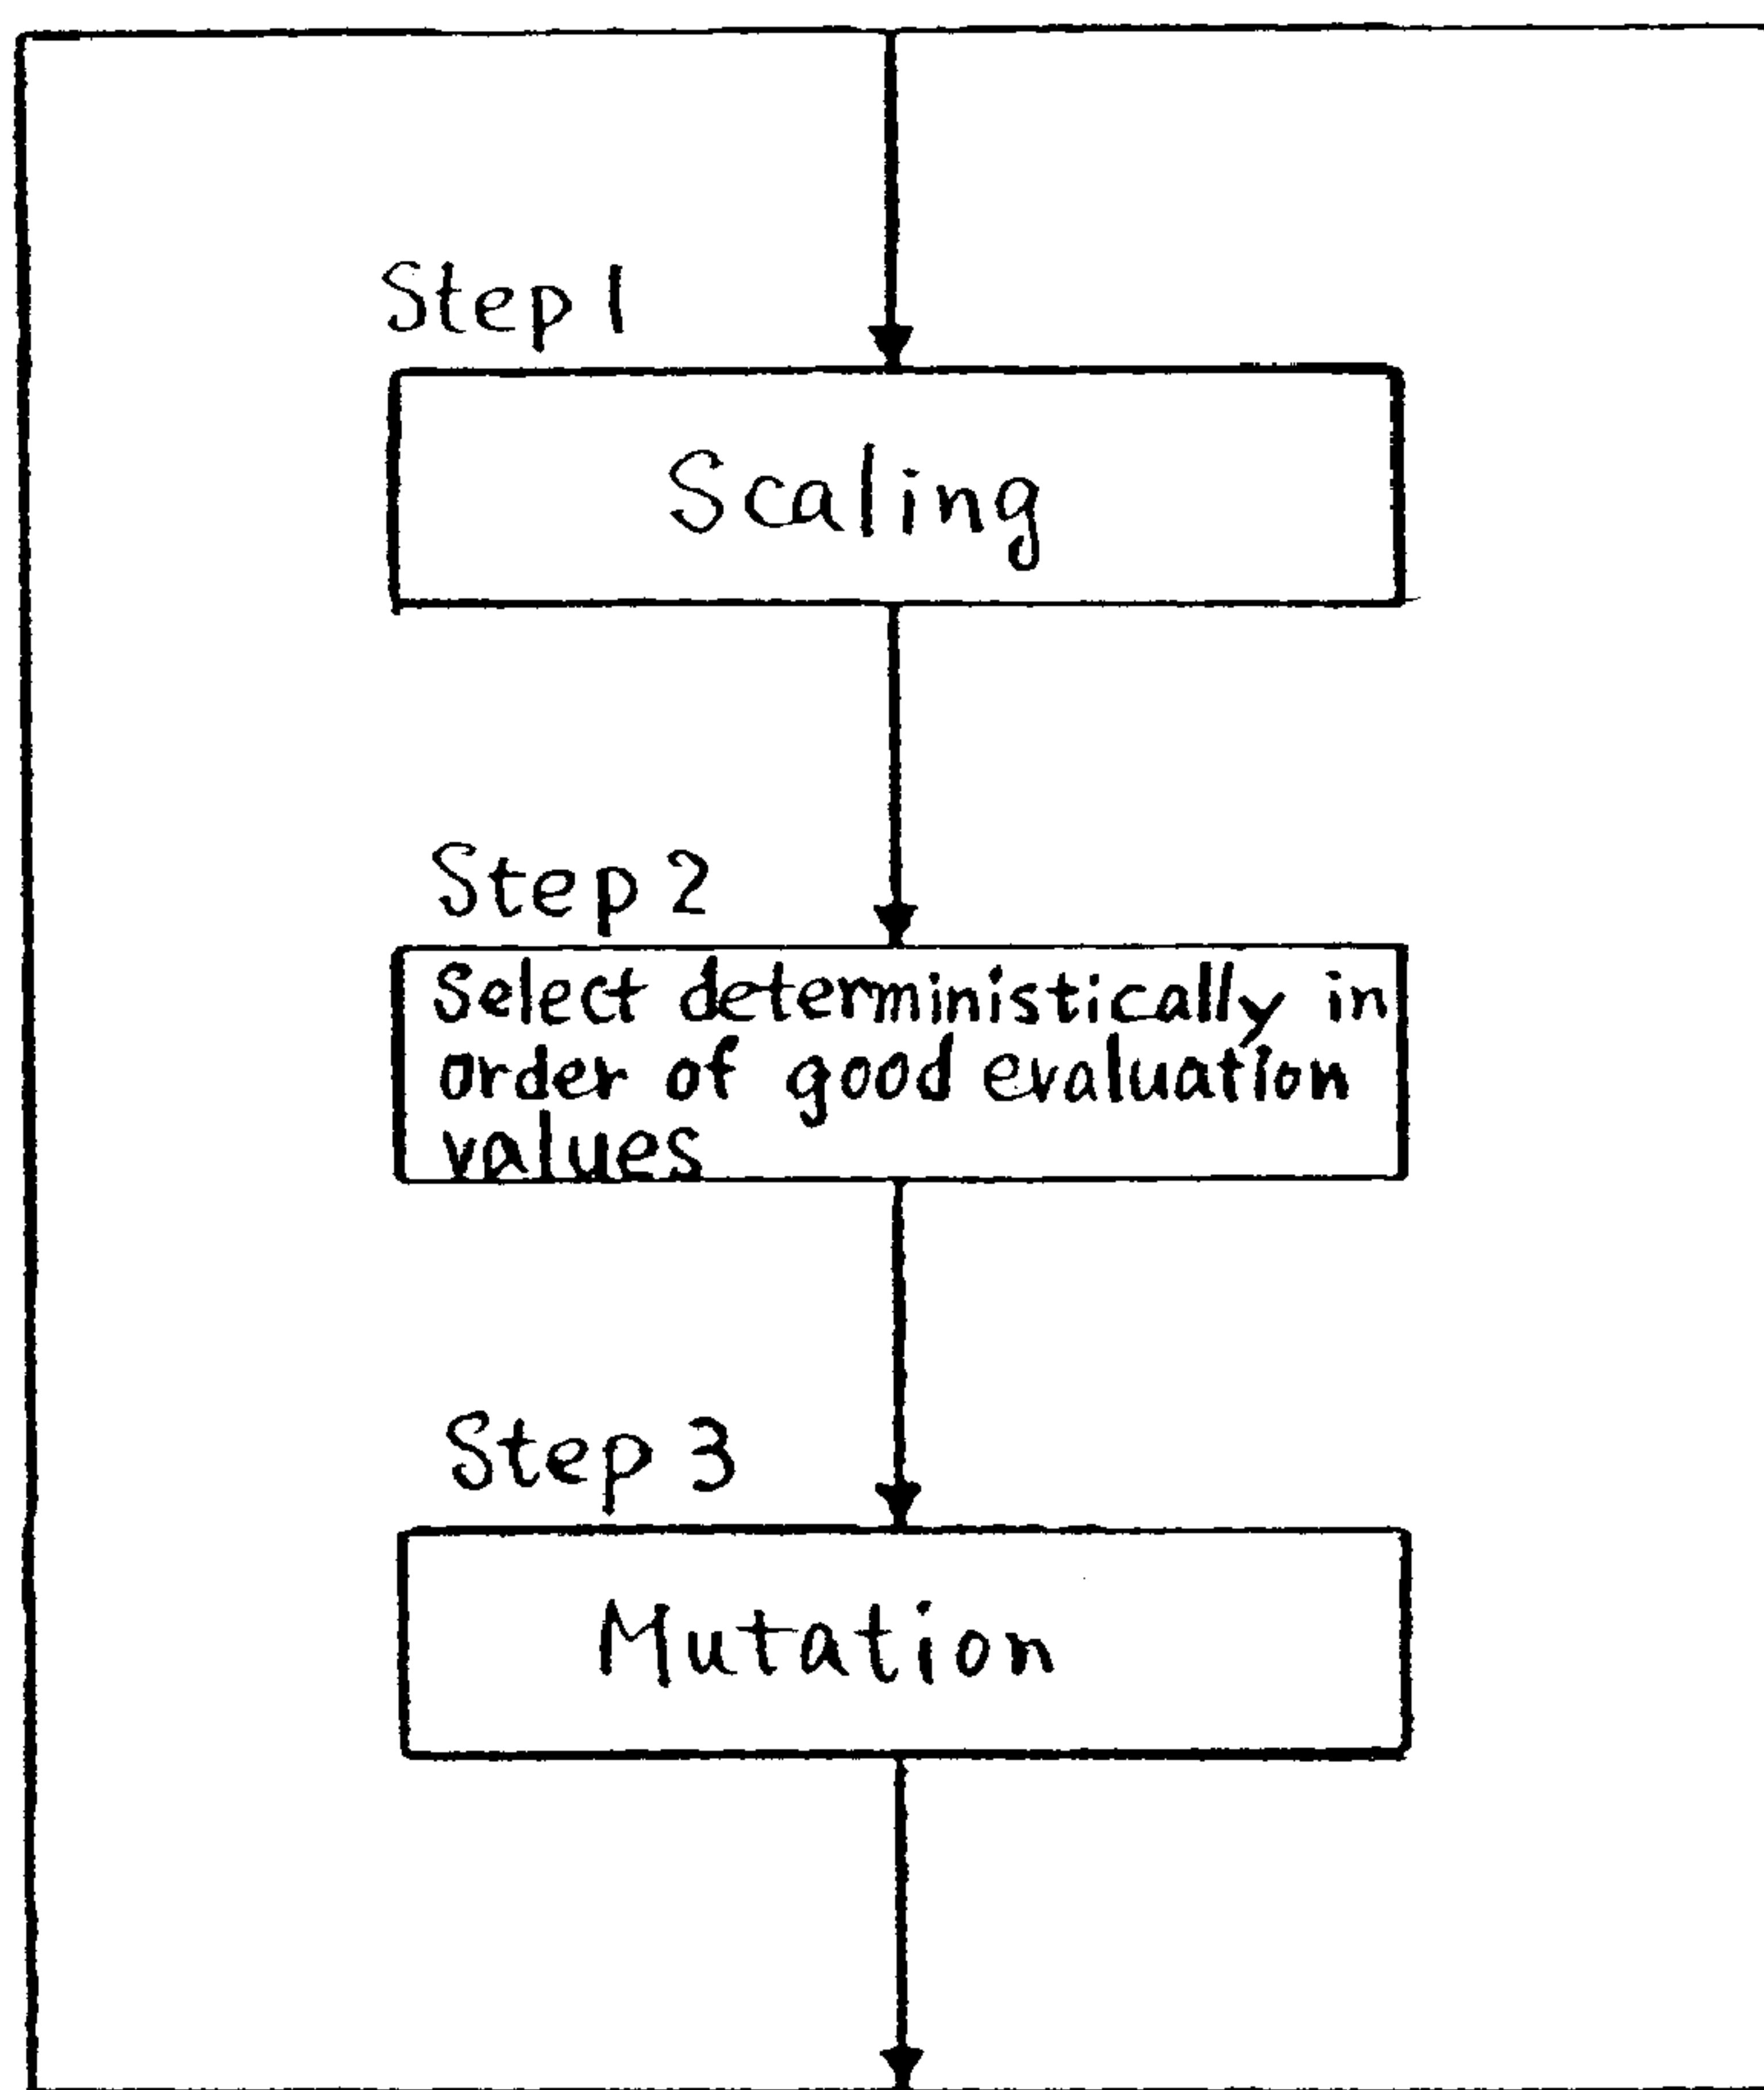 Step 1
Scaling
Step 2
Select deterministically in
order of good evaluation
values
Step 3
Mutation